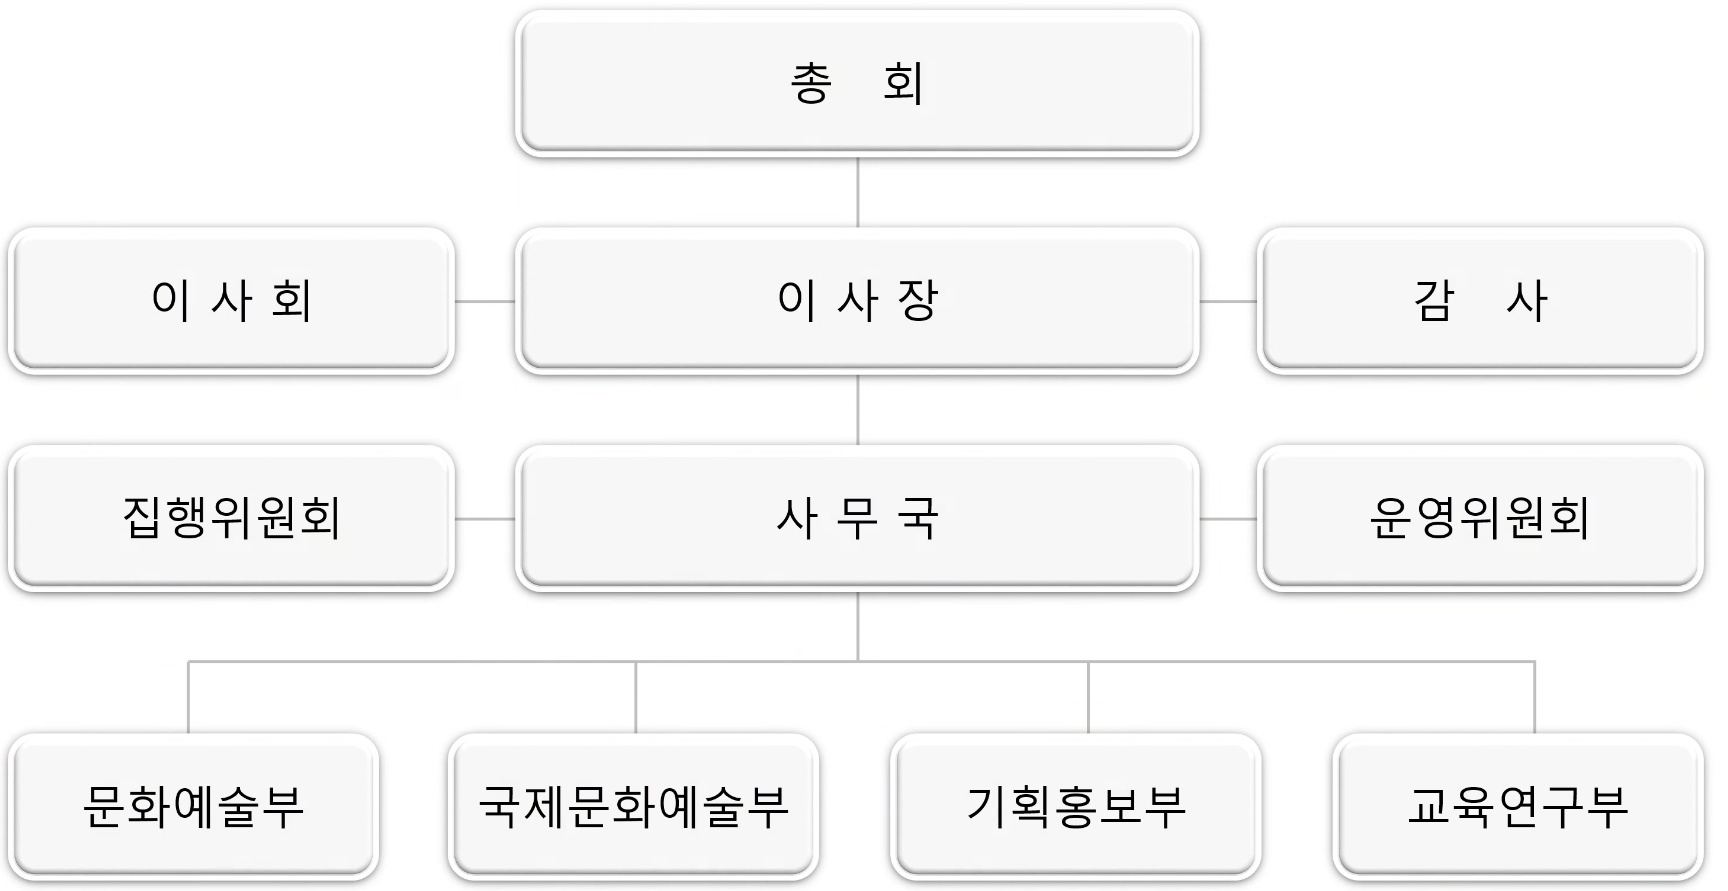 총 회
이 사 회
이 사 장
감 사
집행위원회
사 무 국
운영위원회
문화예술부
국제문화예술부
기획홍보부
교육연구부